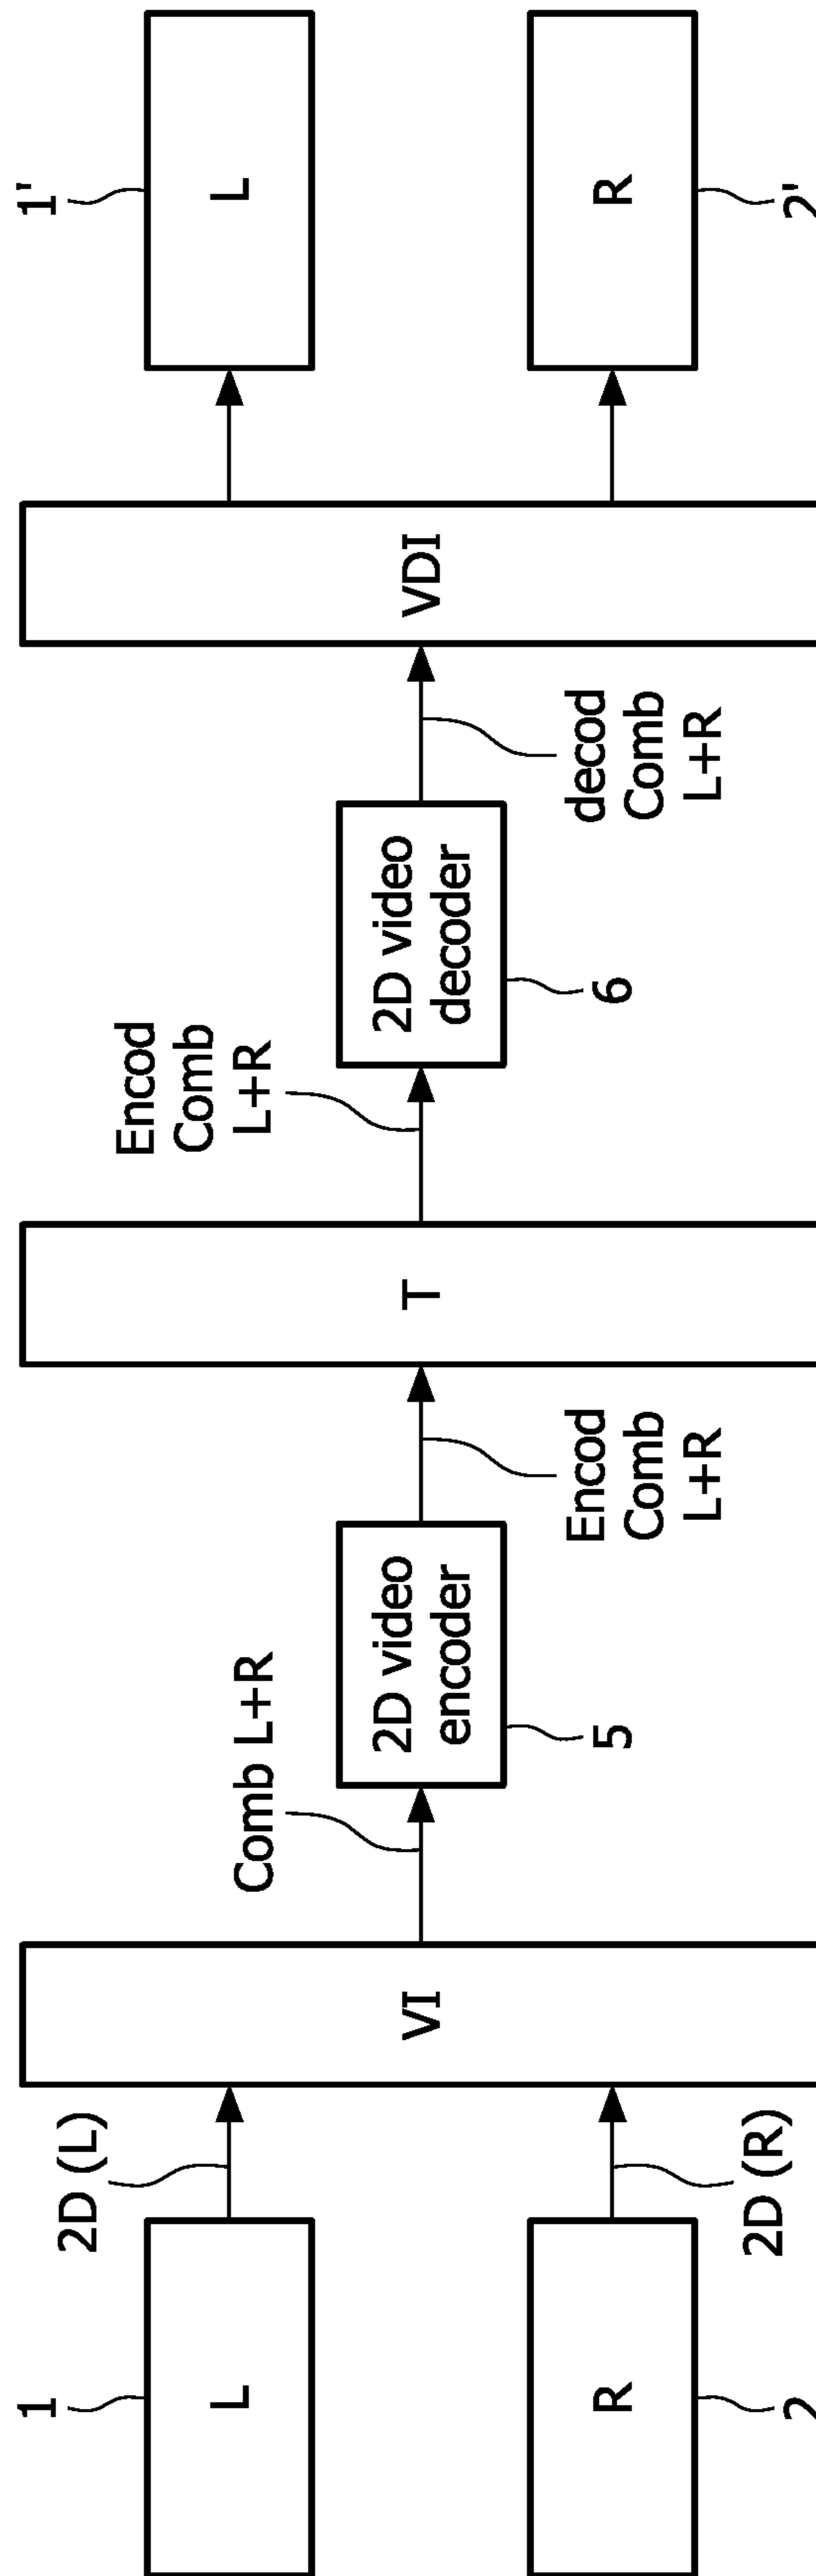 1
L
2D (L)
R
2
2D (R)
VI
Comb L+R
2D video
encoder
5
Encod
Comb
L+R
T
Encod
Comb
L+R
2D video
decoder
6
decod
Comb
L+R
VDI
1'
L
R
2'